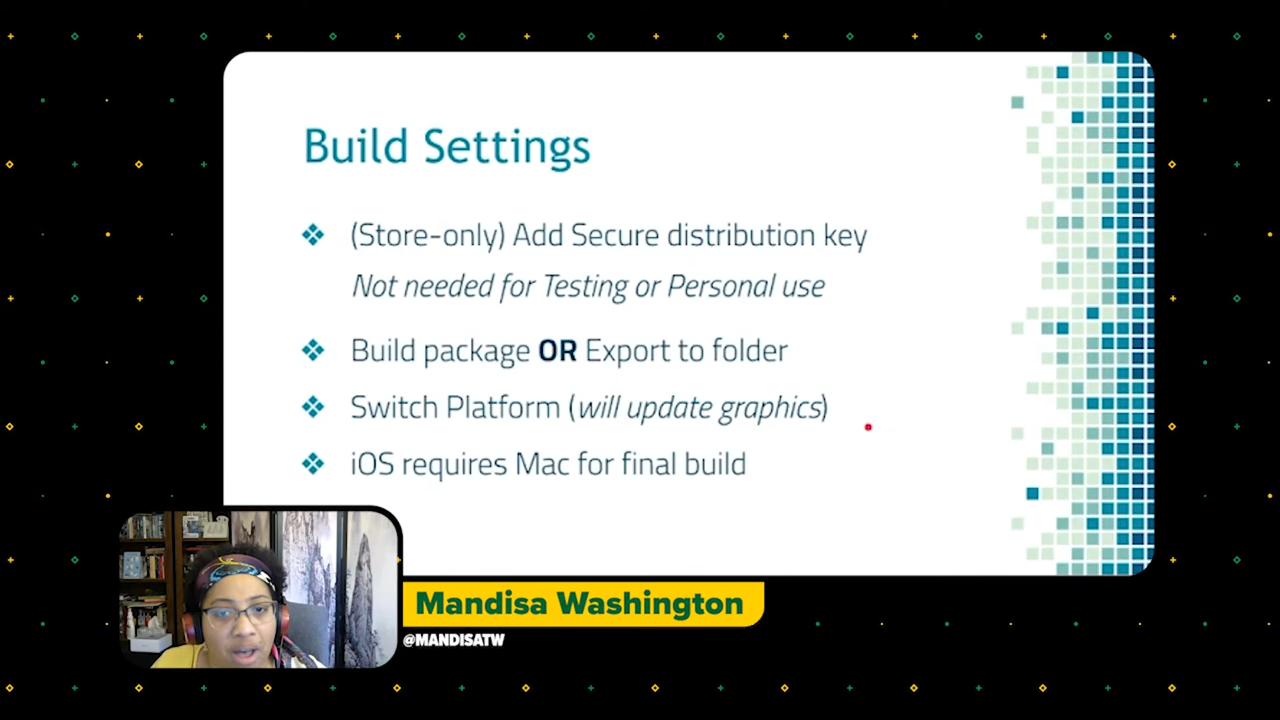 Build Settings
(Store-only) Add Secure distribution key
Not needed for Testing or Personal use
Build package OR Export to folder
Switch Platform (will update graphics)
iOS requires Mac for final build
Mandisa Washington
@MANDISATW